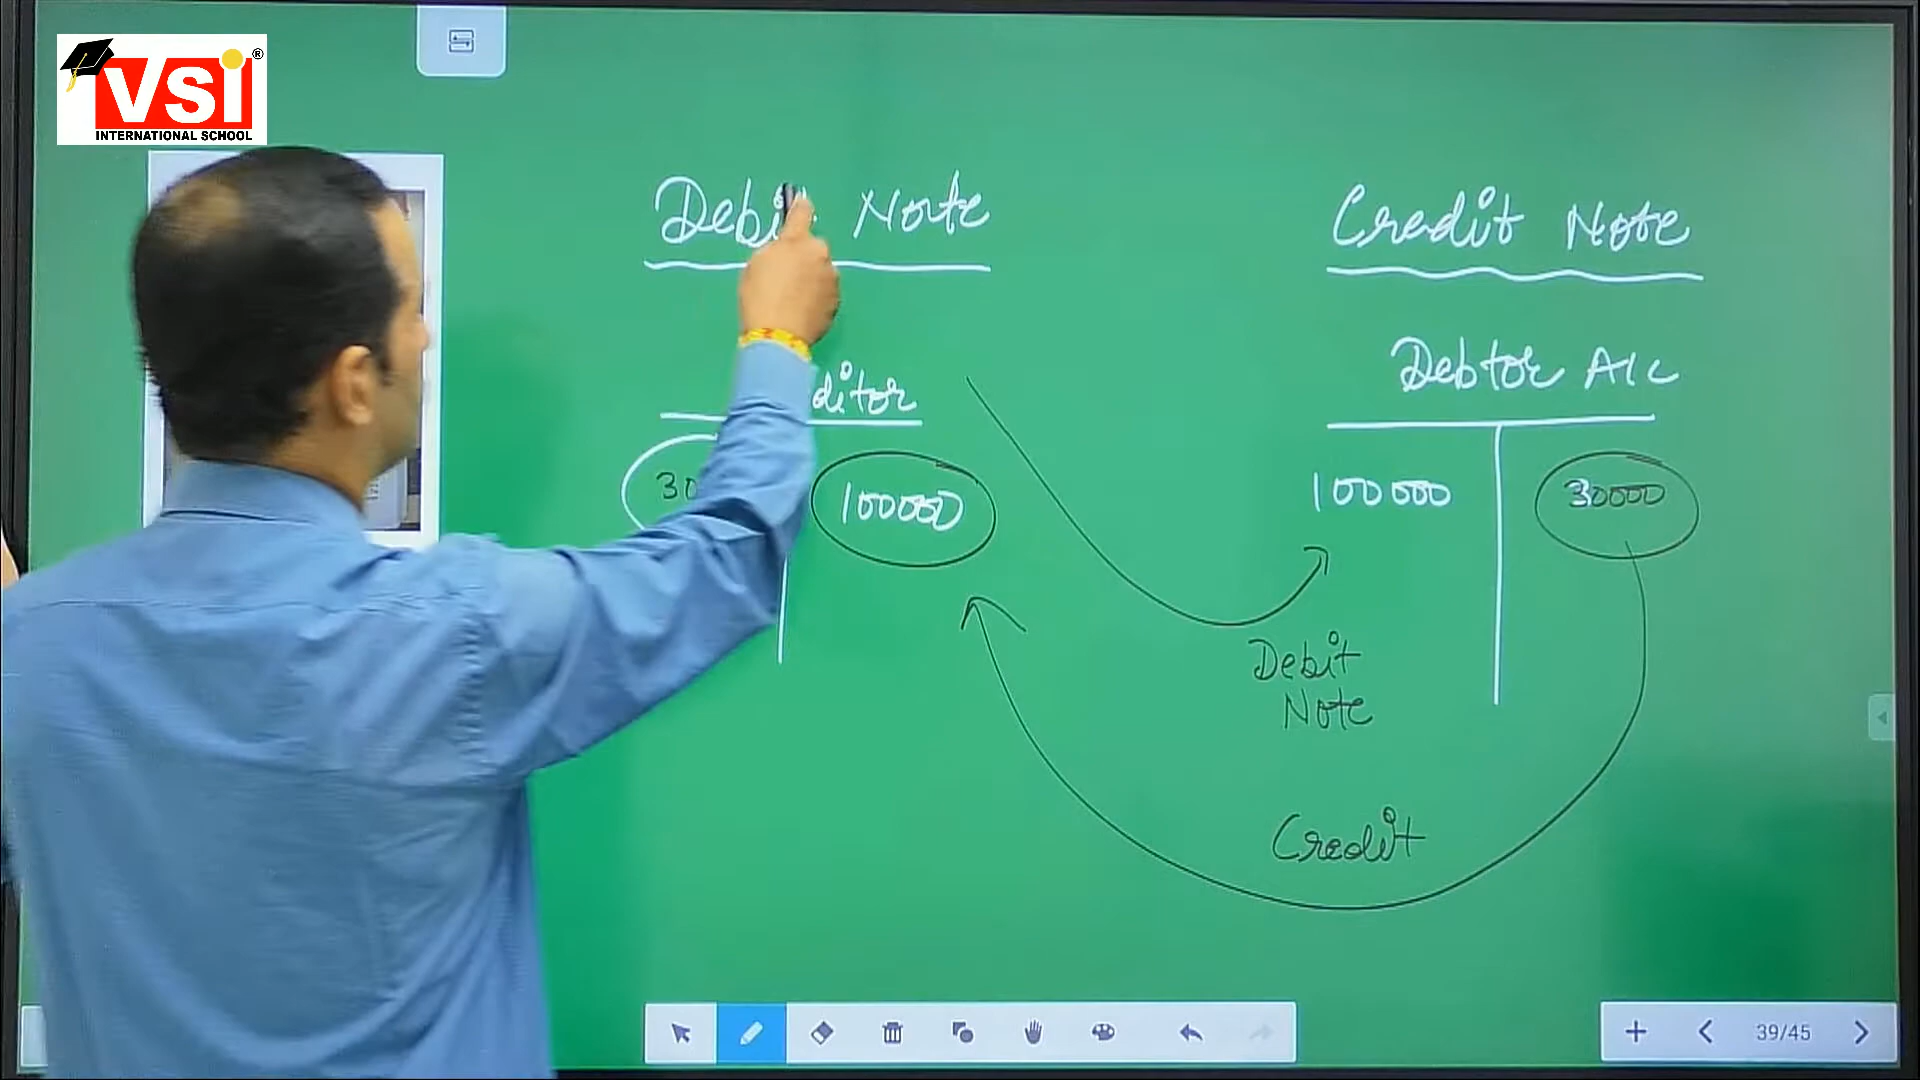 VSI ®
INTERNATIONAL SCHOOL
Debit Note
Credit Note
Debtor A/c
100000
100000
30000
Debit
Note
Credit
39/45